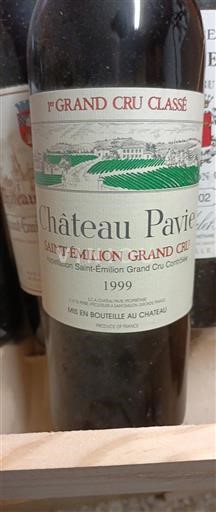 1er GRAND CRU CLASSÉ
Château Pavie
SAINT-ÉMILION GRAND CRU
Appellation Saint-Émilion Grand Cru Contrôlée
1999
MIS EN BOUTEILLE AU CHATEAU
PRODUCE OF FRANCE